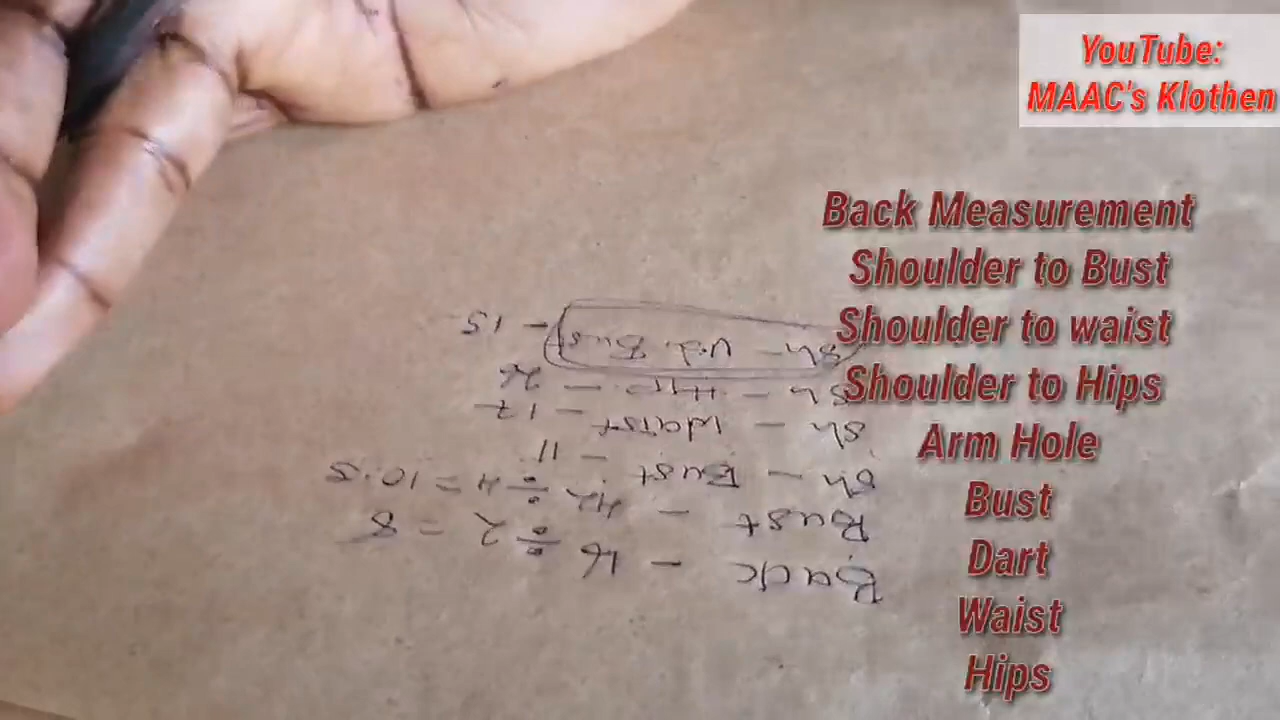 YouTube:
MAAC's Klothen
Back Measurement
Shoulder to Bust
Shoulder to waist
Shoulder to Hips
Arm Hole
Bust
Dart
Waist
Hips
Back - 16 ÷ 2 = 8
Bust - 42 ÷ 4 = 10.5
Sh - Bust - 11
Sh - Waist - 17
Sh - Hip - 26
Sh - U.d. Bust - 15